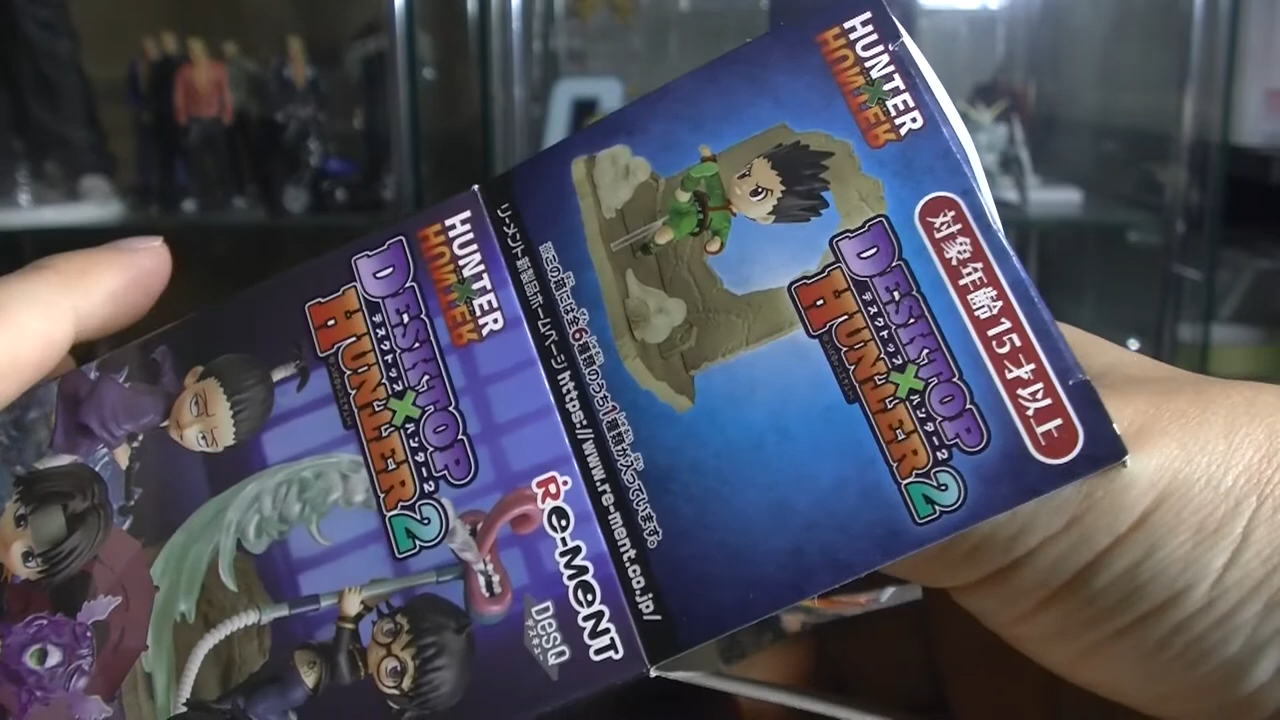 HUNTER
HUNTER
×
DESKTOP
デスクトップ
×
ハンター2
HUNTER 2
対象年齢15才以上
※この箱には全6種類のうち1種類が入っています。
リーメント新製品ホームページ https://www.re-ment.co.jp/
HUNTER
HUNTER
×
DESKTOP
デスクトップ
×
ハンター2
HUNTER 2
Re-MENT
DesQ
デスキュー